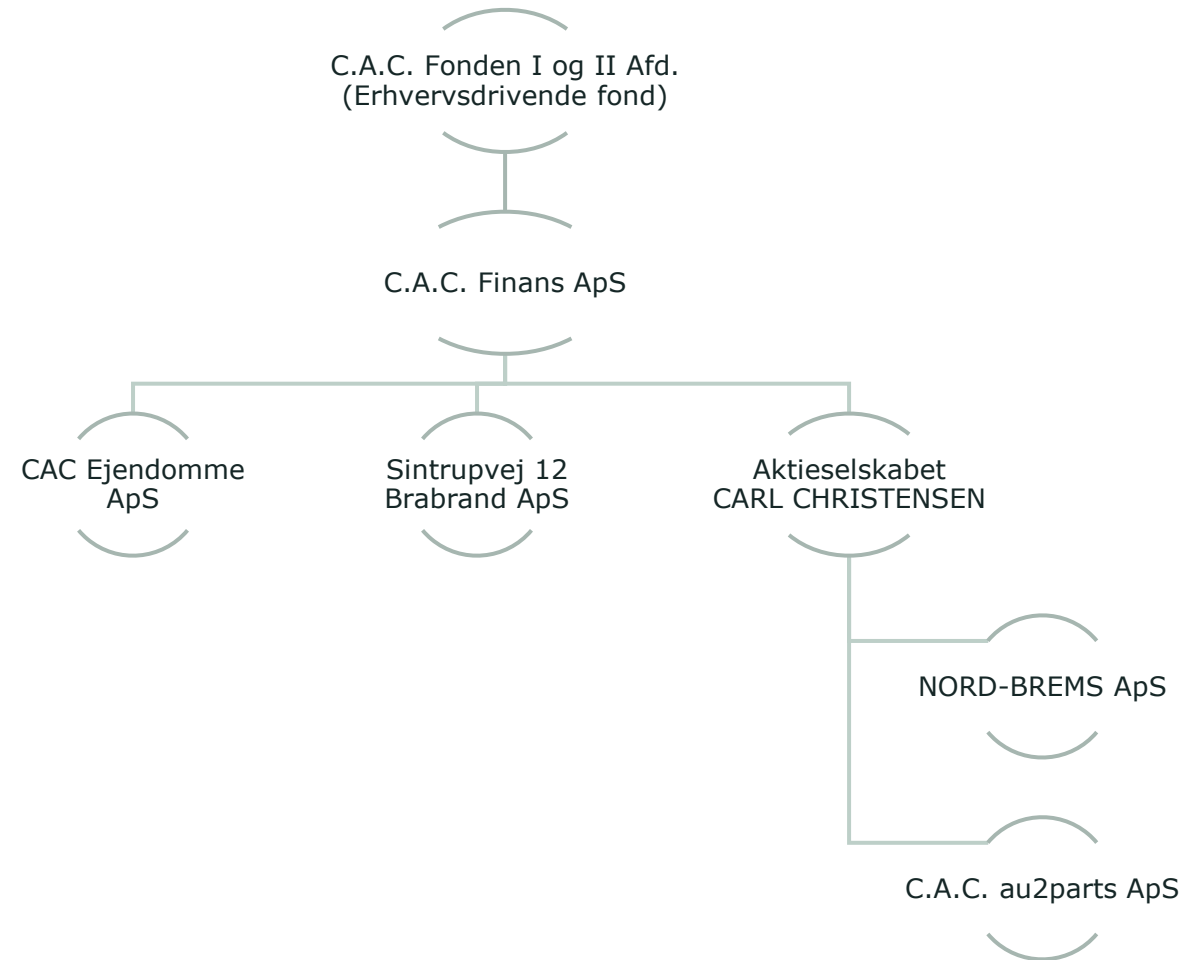 C.A.C. Fonden I og II Afd.
(Erhvervsdrivende fond)
C.A.C. Finans ApS
CAC Ejendomme
ApS
Sintrupvej 12
Brabrand ApS
Aktieselskabet
CARL CHRISTENSEN
NORD-BREMS ApS
C.A.C. au2parts ApS